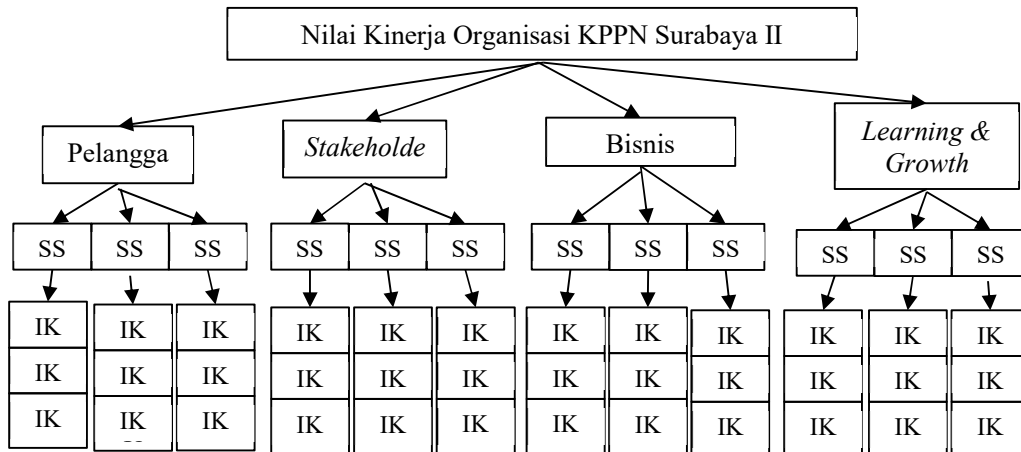 Nilai Kinerja Organisasi KPPN Surabaya II
Pelangga
Stakeholde
Bisnis
Learning &
Growth
SS SS SS
SS SS SS
SS SS SS
SS SS SS
IK IK IK
IK IK IK
IK IK IK
IK IK IK
IK IK IK
IK IK IK
IK IK IK
IK IK IK
IK IK IK
IK IK IK
IK IK IK
IK IK IK